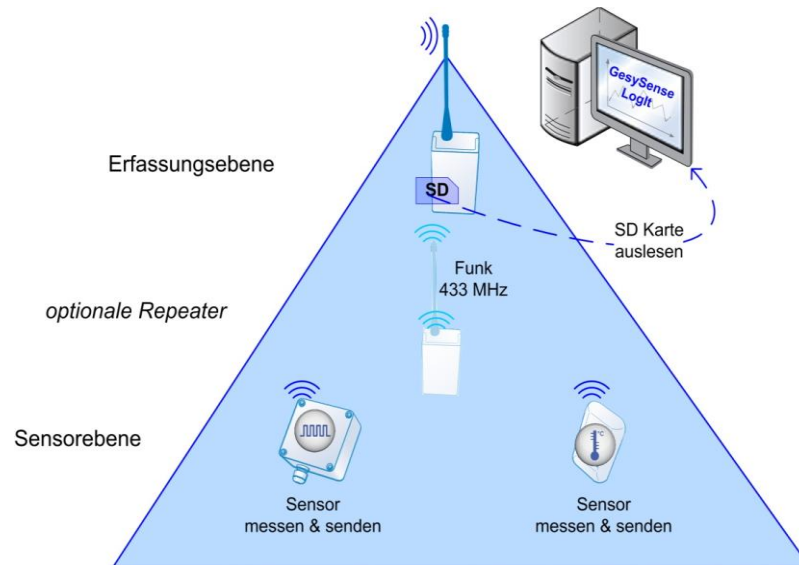 GesySense
LogIt
Erfassungsebene
SD
SD Karte
auslesen
Funk
433 MHz
optionale Repeater
Sensorebene
°C
Sensor
messen & senden
Sensor
messen & senden